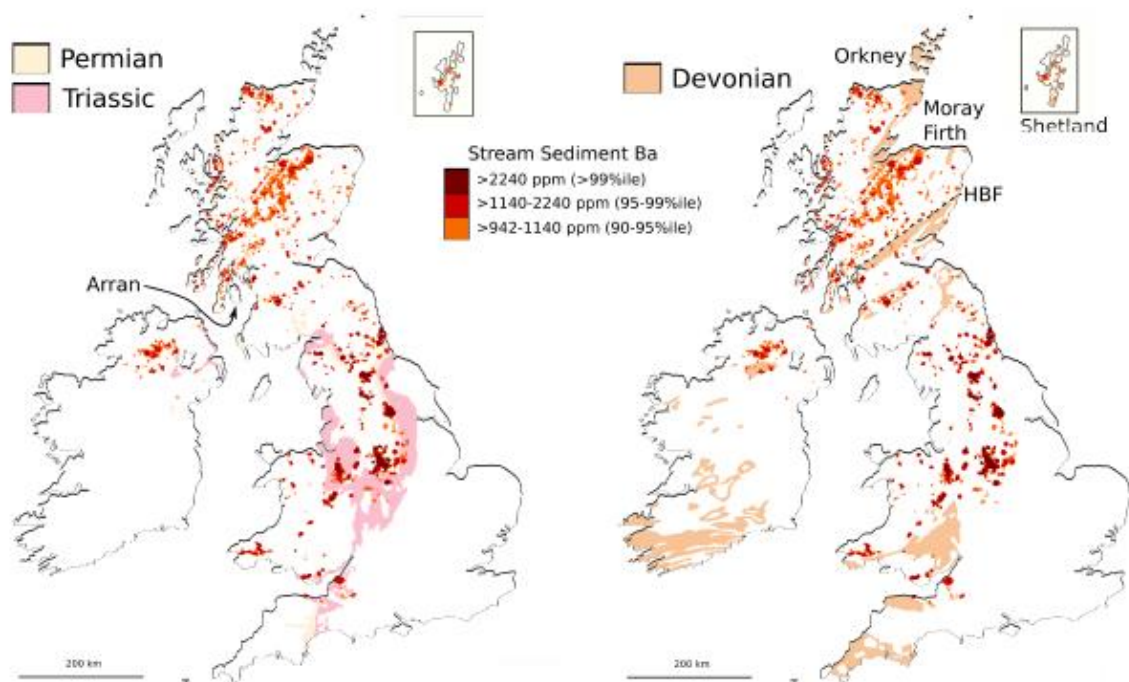 Permian
Triassic
Arran
200 km
Stream Sediment Ba
>2240 ppm (>99%ile)
>1140-2240 ppm (95-99%ile)
>942-1140 ppm (90-95%ile)
Devonian
Orkney
Moray
Firth
Shetland
HBF
200 km